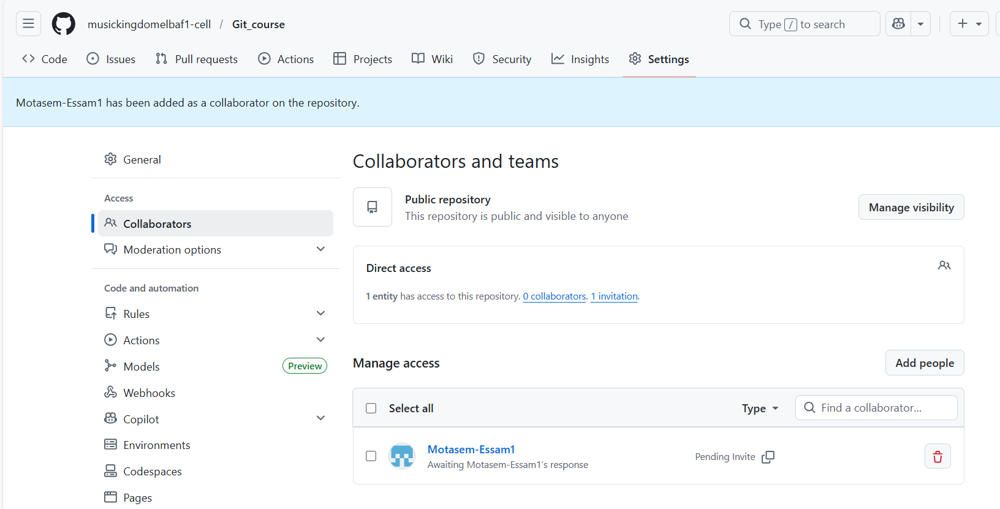 musickingdomelbaf1-cell / Git_course
Type / to search
Code Issues Pull requests Actions Projects Wiki Security Insights Settings
Motasem-Essam1 has been added as a collaborator on the repository.
General
Access
Collaborators
Moderation options
Code and automation
Rules
Actions
Models Preview
Webhooks
Copilot
Environments
Codespaces
Pages
Collaborators and teams
Public repository
This repository is public and visible to anyone
Manage visibility
Direct access
1 entity has access to this repository. 0 collaborators. 1 invitation.
Manage access
Add people
Select all
Type
Find a collaborator...
Motasem-Essam1
Awaiting Motasem-Essam1's response
Pending Invite